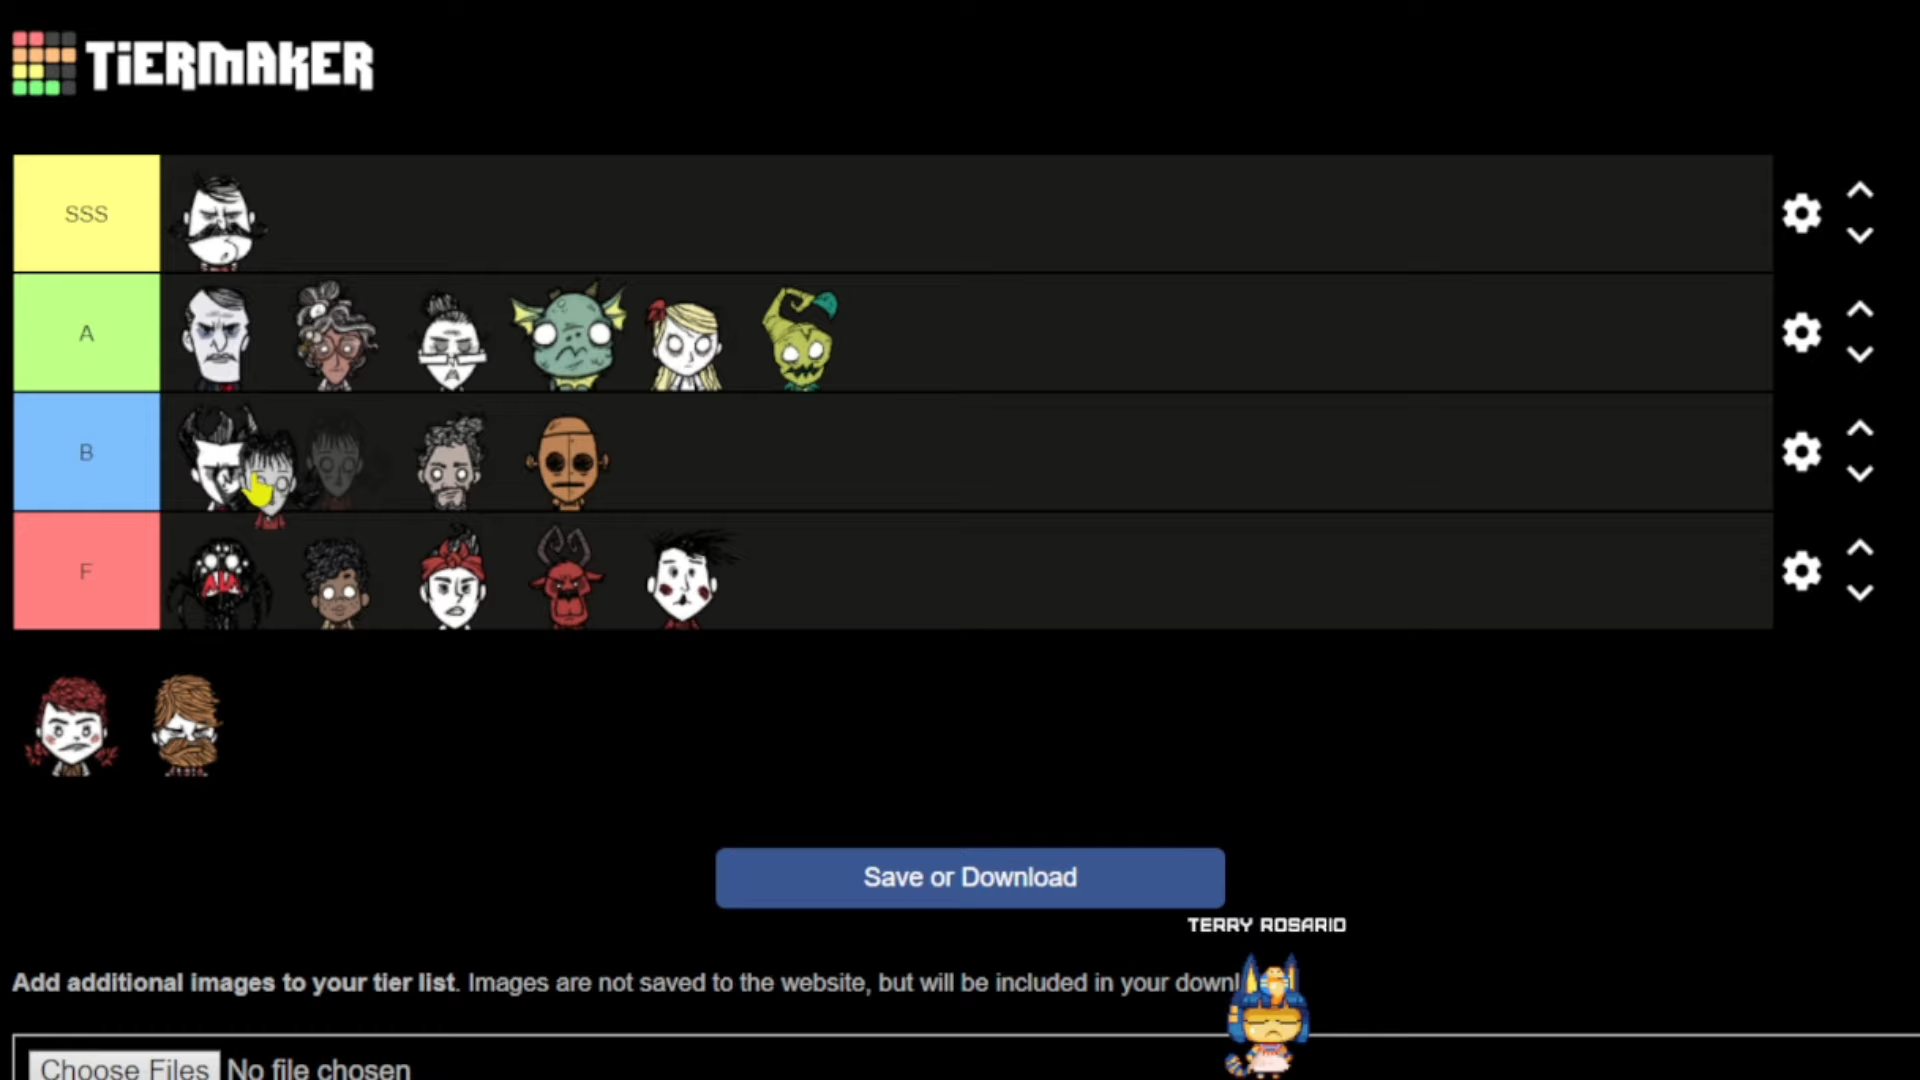 TiERMAKER
SSS
A
B
F
Save or Download
TERRY ROSARIO
Add additional images to your tier list. Images are not saved to the website, but will be included in your downl
Choose Files No file chosen